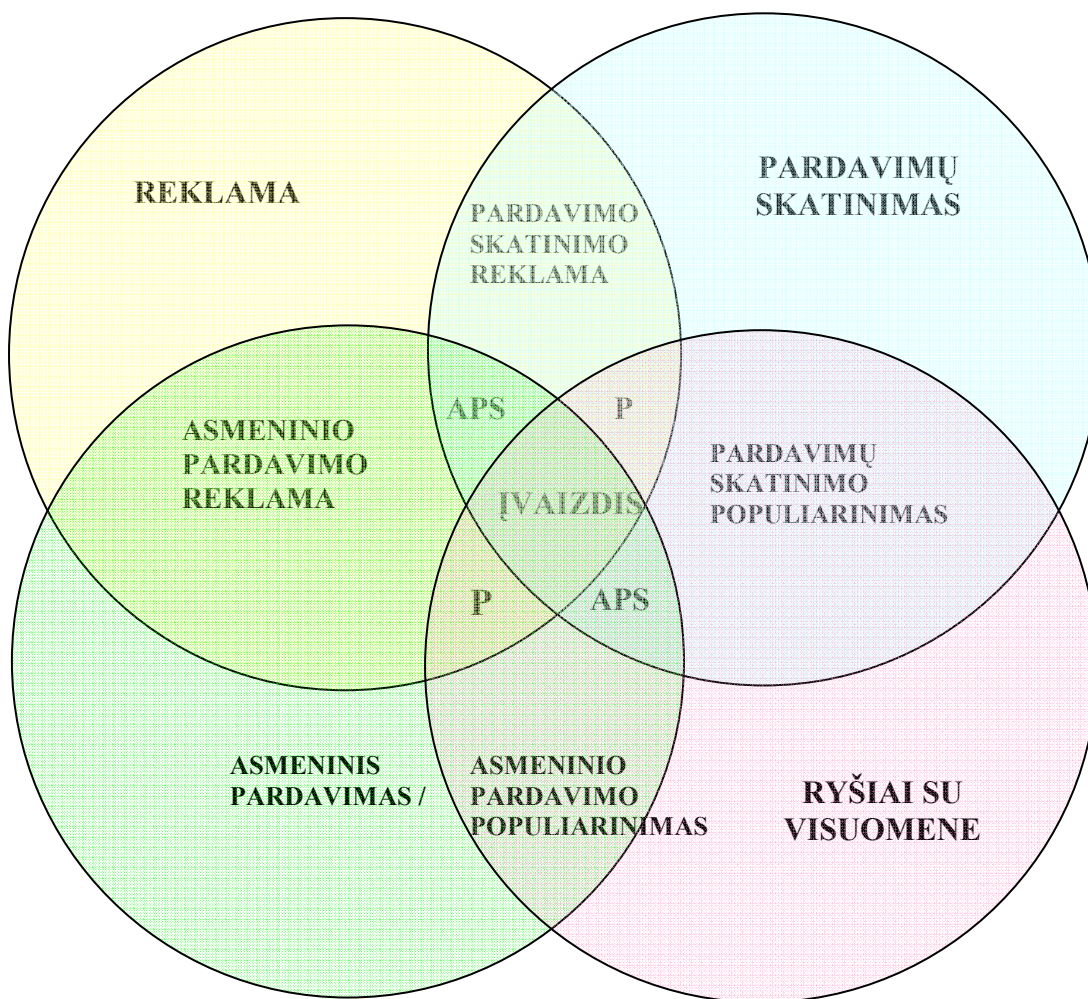 REKLAMA
PARDAVIMŲ
SKATINIMAS
PARDAVIMO
SKATINIMO
REKLAMA
APS
P
ASMENINIO
PARDAVIMO
REKLAMA
PARDAVIMŲ
SKATINIMO
POPULIARINIMAS
ĮVAIZDIS
P
APS
ASMENINIS
PARDAVIMAS /
ASMENINIO
PARDAVIMO
POPULIARINIMAS
RYŠIAI SU
VISUOMENE